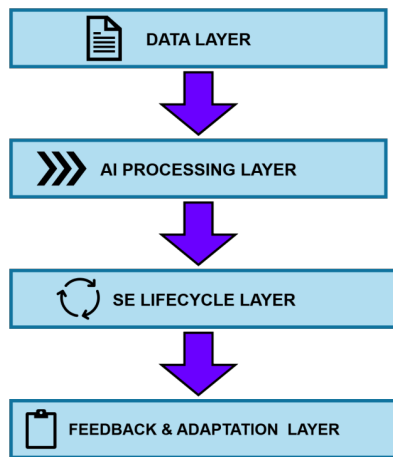 DATA LAYER
AI PROCESSING LAYER
SE LIFECYCLE LAYER
FEEDBACK & ADAPTATION LAYER